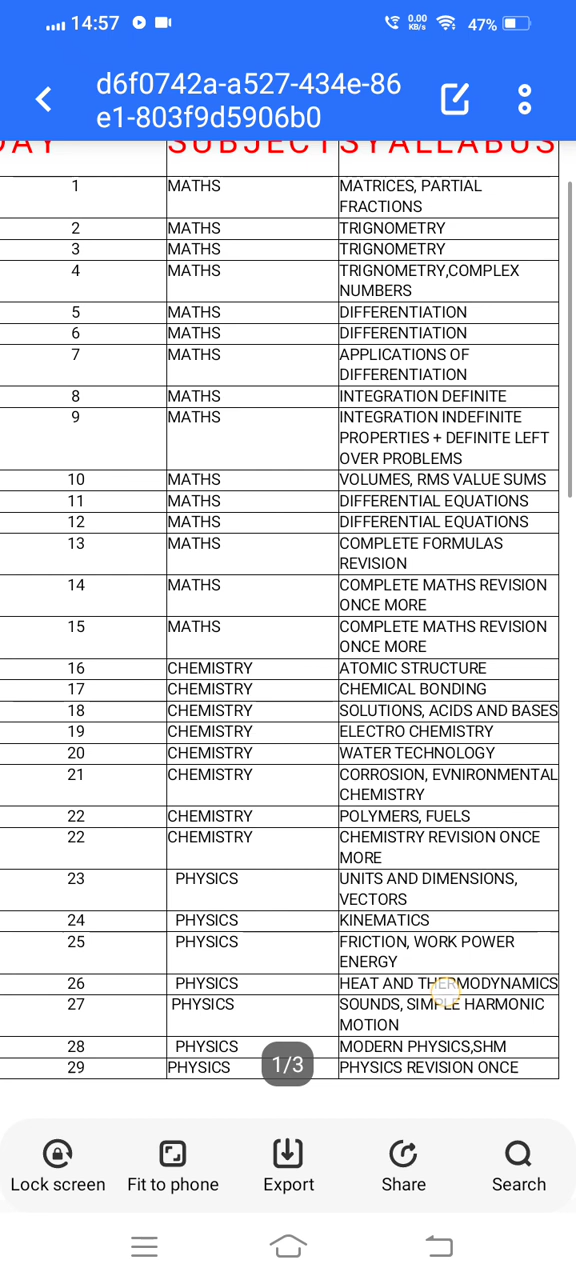 14:57 0.00 KB/s 47%
d6f0742a-a527-434e-86
e1-803f9d5906b0
DAY SUBJECT SYALLABUS
1 MATHS MATRICES, PARTIAL
FRACTIONS
2 MATHS TRIGNOMETRY
3 MATHS TRIGNOMETRY
4 MATHS TRIGNOMETRY,COMPLEX
NUMBERS
5 MATHS DIFFERENTIATION
6 MATHS DIFFERENTIATION
7 MATHS APPLICATIONS OF
DIFFERENTIATION
8 MATHS INTEGRATION DEFINITE
9 MATHS INTEGRATION INDEFINITE
PROPERTIES + DEFINITE LEFT
OVER PROBLEMS
10 MATHS VOLUMES, RMS VALUE SUMS
11 MATHS DIFFERENTIAL EQUATIONS
12 MATHS DIFFERENTIAL EQUATIONS
13 MATHS COMPLETE FORMULAS
REVISION
14 MATHS COMPLETE MATHS REVISION
ONCE MORE
15 MATHS COMPLETE MATHS REVISION
ONCE MORE
16 CHEMISTRY ATOMIC STRUCTURE
17 CHEMISTRY CHEMICAL BONDING
18 CHEMISTRY SOLUTIONS, ACIDS AND BASES
19 CHEMISTRY ELECTRO CHEMISTRY
20 CHEMISTRY WATER TECHNOLOGY
21 CHEMISTRY CORROSION, EVNIRONMENTAL
CHEMISTRY
22 CHEMISTRY POLYMERS, FUELS
22 CHEMISTRY CHEMISTRY REVISION ONCE
MORE
23 PHYSICS UNITS AND DIMENSIONS,
VECTORS
24 PHYSICS KINEMATICS
25 PHYSICS FRICTION, WORK POWER
ENERGY
26 PHYSICS HEAT AND THERMODYNAMICS
27 PHYSICS SOUNDS, SIMPLE HARMONIC
MOTION
28 PHYSICS MODERN PHYSICS,SHM
29 PHYSICS PHYSICS REVISION ONCE
1/3
Lock screen Fit to phone Export Share Search